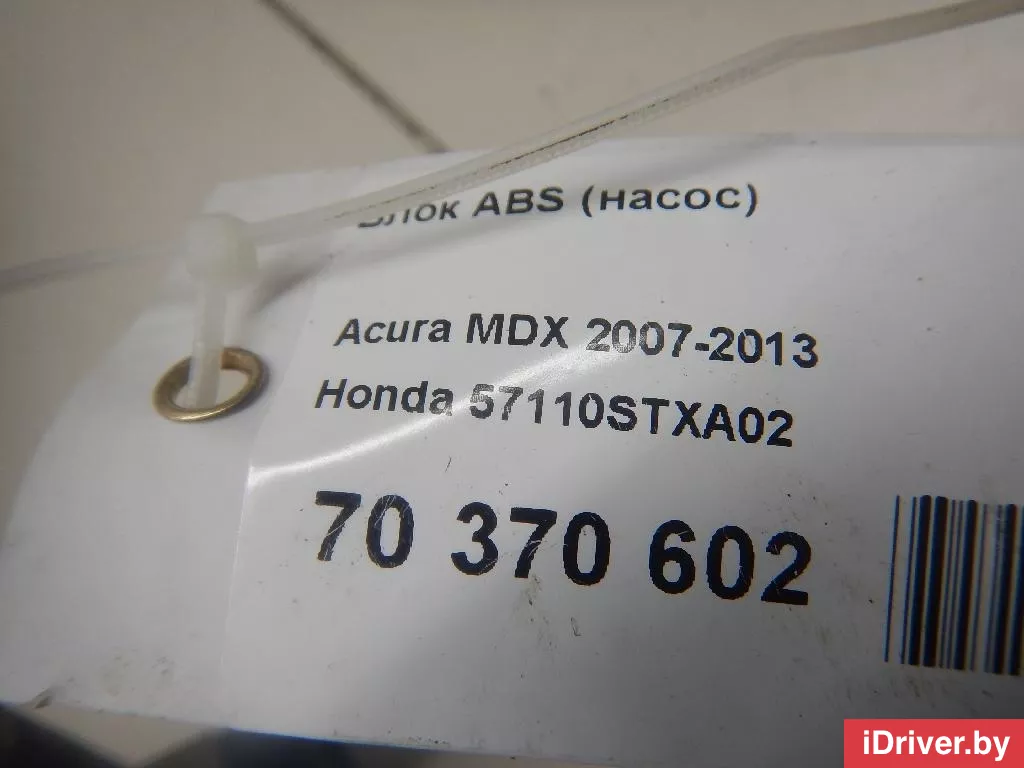 Блок ABS (насос)
Acura MDX 2007-2013
Honda 57110STXA02
70 370 602
iDriver.by